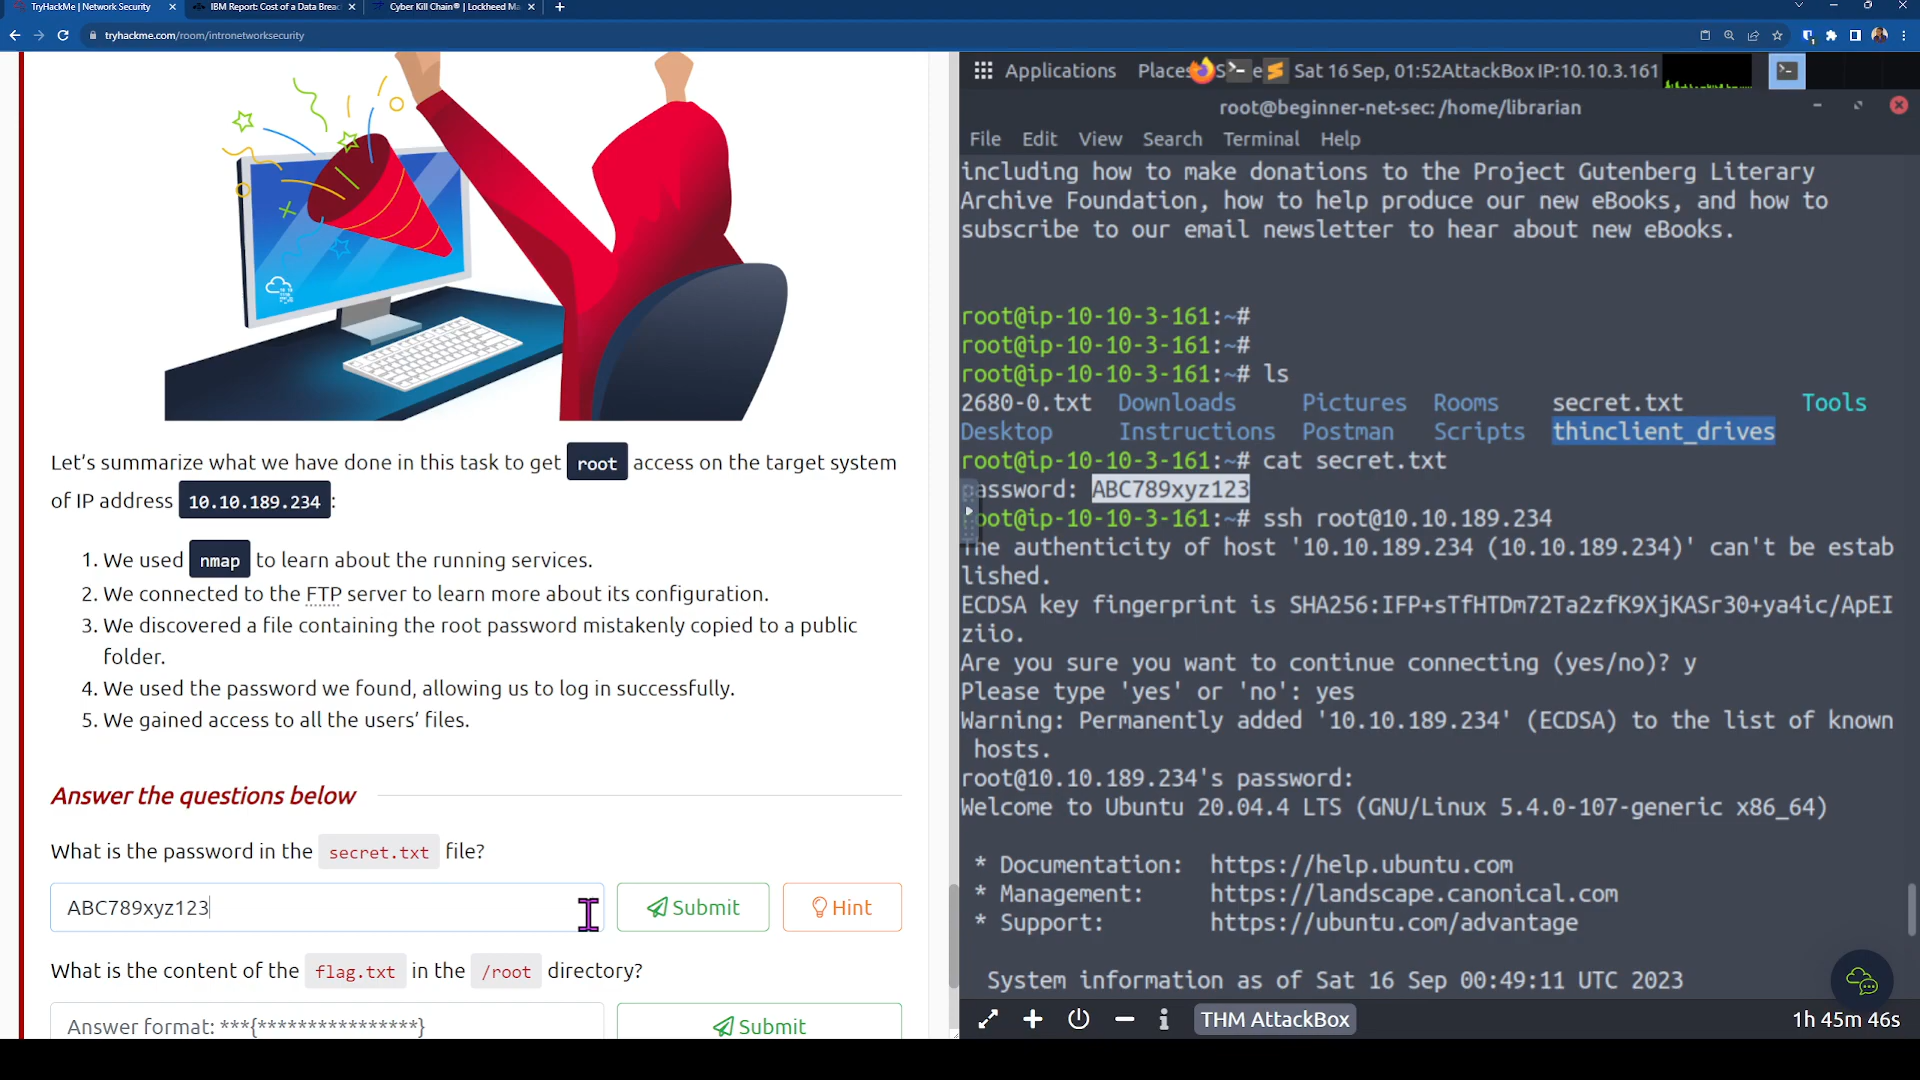 TryHackMe | Network Security
IBM Report: Cost of a Data Breac
Cyber Kill Chain® | Lockheed Ma
tryhackme.com/room/intronetworksecurity
Let's summarize what we have done in this task to get root access on the target system
of IP address 10.10.189.234 :
1. We used nmap to learn about the running services.
2. We connected to the FTP server to learn more about its configuration.
3. We discovered a file containing the root password mistakenly copied to a public
folder.
4. We used the password we found, allowing us to log in successfully.
5. We gained access to all the users' files.
Answer the questions below
What is the password in the secret.txt file?
ABC789xyz123
Submit
Hint
What is the content of the flag.txt in the /root directory?
Answer format: ***{****************}
Submit
Applications Places Sat 16 Sep, 01:52 AttackBox IP:10.10.3.161
root@beginner-net-sec: /home/librarian
File Edit View Search Terminal Help
including how to make donations to the Project Gutenberg Literary
Archive Foundation, how to help produce our new eBooks, and how to
subscribe to our email newsletter to hear about new eBooks.
root@ip-10-10-3-161:~#
root@ip-10-10-3-161:~#
root@ip-10-10-3-161:~# ls
2680-0.txt Downloads Pictures Rooms secret.txt Tools
Desktop Instructions Postman Scripts thinclient_drives
root@ip-10-10-3-161:~# cat secret.txt
password: ABC789xyz123
root@ip-10-10-3-161:~# ssh root@10.10.189.234
The authenticity of host '10.10.189.234 (10.10.189.234)' can't be estab
lished.
ECDSA key fingerprint is SHA256:IFP+sTfHTDm72Ta2zfK9XjKASr30+ya4ic/ApEI
ziio.
Are you sure you want to continue connecting (yes/no)? y
Please type 'yes' or 'no': yes
Warning: Permanently added '10.10.189.234' (ECDSA) to the list of known
hosts.
root@10.10.189.234's password:
Welcome to Ubuntu 20.04.4 LTS (GNU/Linux 5.4.0-107-generic x86_64)
* Documentation: https://help.ubuntu.com
* Management: https://landscape.canonical.com
* Support: https://ubuntu.com/advantage
System information as of Sat 16 Sep 00:49:11 UTC 2023
THM AttackBox
1h 45m 46s